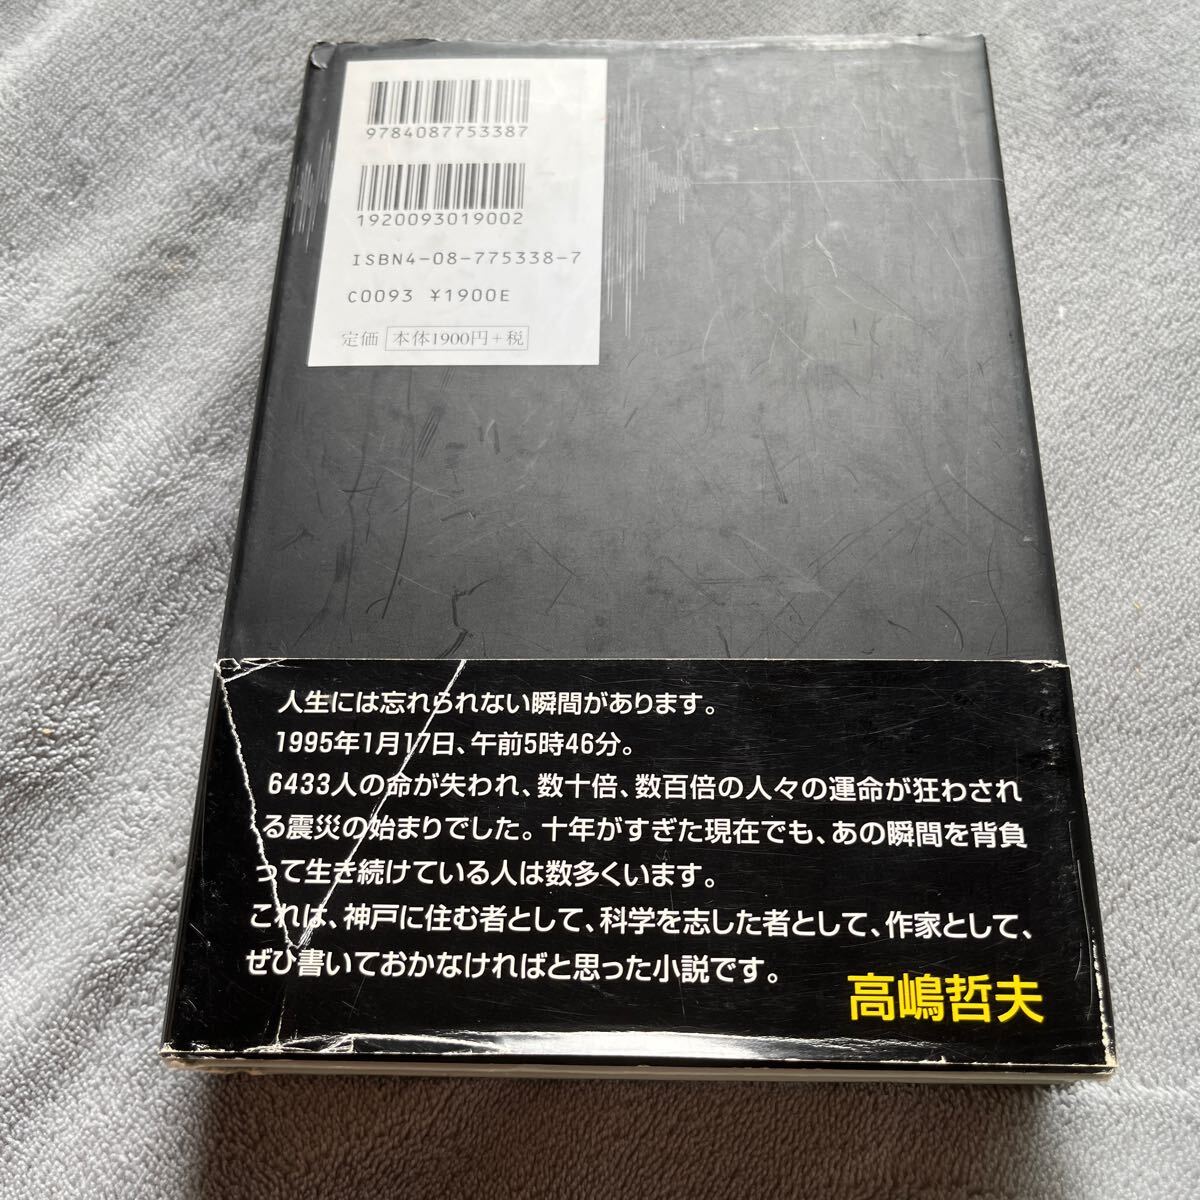 9784087753387
1920093019002
ISBN4-08-775338-7
C0093 ¥1900E
定価 本体1900円+税
人生には忘れられない瞬間があります。
1995年1月17日、午前5時46分。
6433人の命が失われ、数十倍、数百倍の人々の運命が狂わされ
る震災の始まりでした。十年がすぎた現在でも、あの瞬間を背負
って生き続けている人は数多くいます。
これは、神戸に住む者として、科学を志した者として、作家として、
ぜひ書いておかなければと思った小説です。
高嶋哲夫